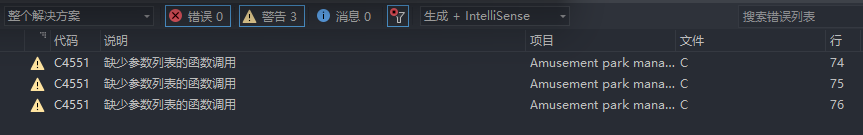 整个解决方案 错误 0 警告 3 消息 0 生成 + IntelliSense 搜索错误列表
代码 说明 项目 文件 行
C4551 缺少参数列表的函数调用 Amusement park mana... C 74
C4551 缺少参数列表的函数调用 Amusement park mana... C 75
C4551 缺少参数列表的函数调用 Amusement park mana... C 76